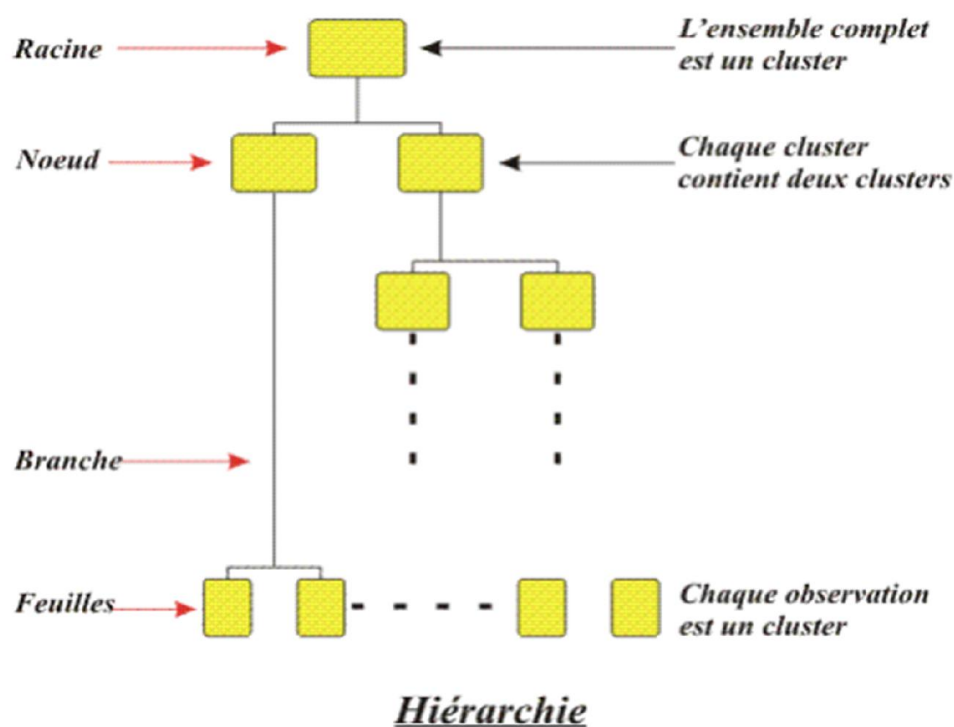 Racine
L'ensemble complet
est un cluster
Noeud
Chaque cluster
contient deux clusters
Branche
Feuilles
Chaque observation
est un cluster
Hiérarchie